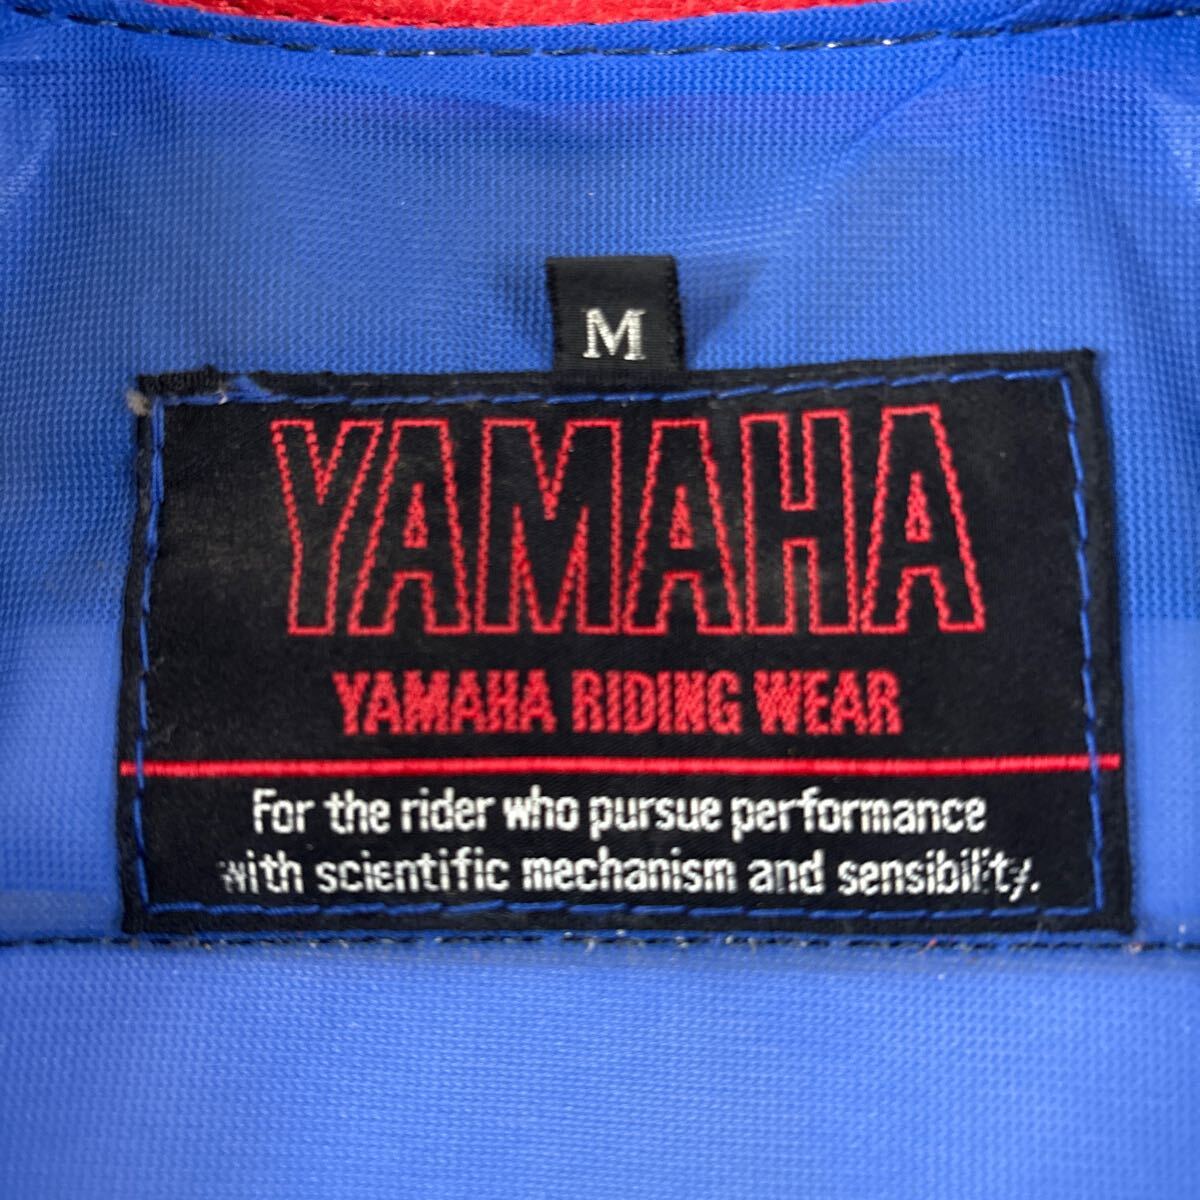 M
YAMAHA
YAMAHA RIDING WEAR
For the rider who pursue performance
with scientific mechanism and sensibility.